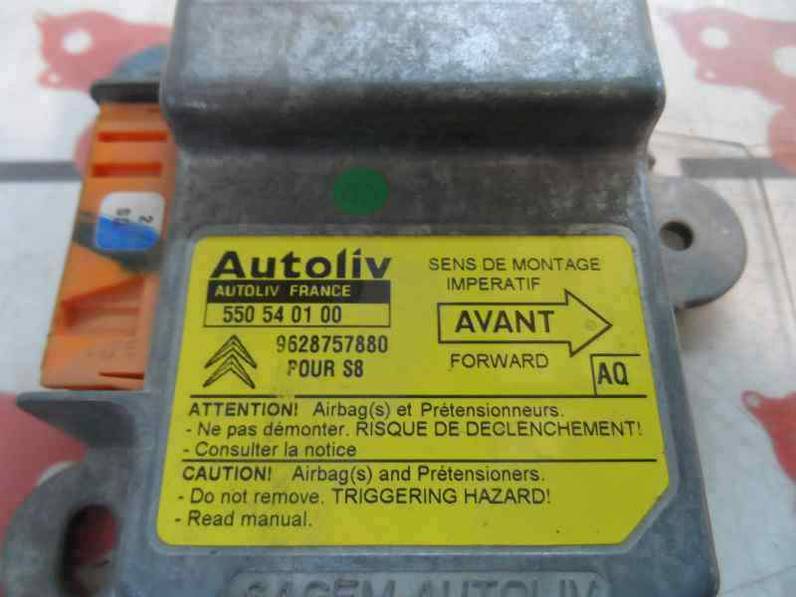 Autoliv
AUTOLIV FRANCE
550 54 01 00
9628757880
POUR S8
SENS DE MONTAGE
IMPERATIF
AVANT
FORWARD
AQ
ATTENTION! Airbag(s) et Prétensionneurs.
- Ne pas démonter. RISQUE DE DECLENCHEMENT!
- Consulter la notice
CAUTION! Airbag(s) and Prétensioners.
- Do not remove. TRIGGERING HAZARD!
- Read manual.
SAGEM AUTOLIV